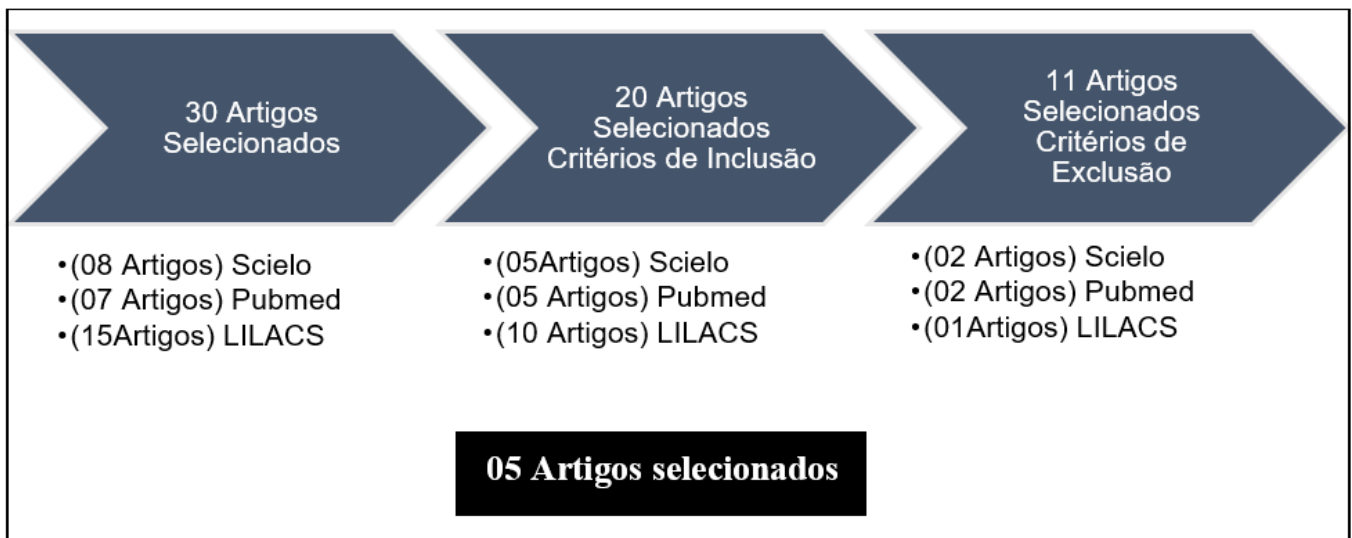 30 Artigos
Selecionados
•(08 Artigos) Scielo
•(07 Artigos) Pubmed
•(15Artigos) LILACS
20 Artigos
Selecionados
Critérios de Inclusão
•(05Artigos) Scielo
•(05 Artigos) Pubmed
•(10 Artigos) LILACS
11 Artigos
Selecionados
Critérios de
Exclusão
•(02 Artigos) Scielo
•(02 Artigos) Pubmed
•(01Artigos) LILACS
05 Artigos selecionados